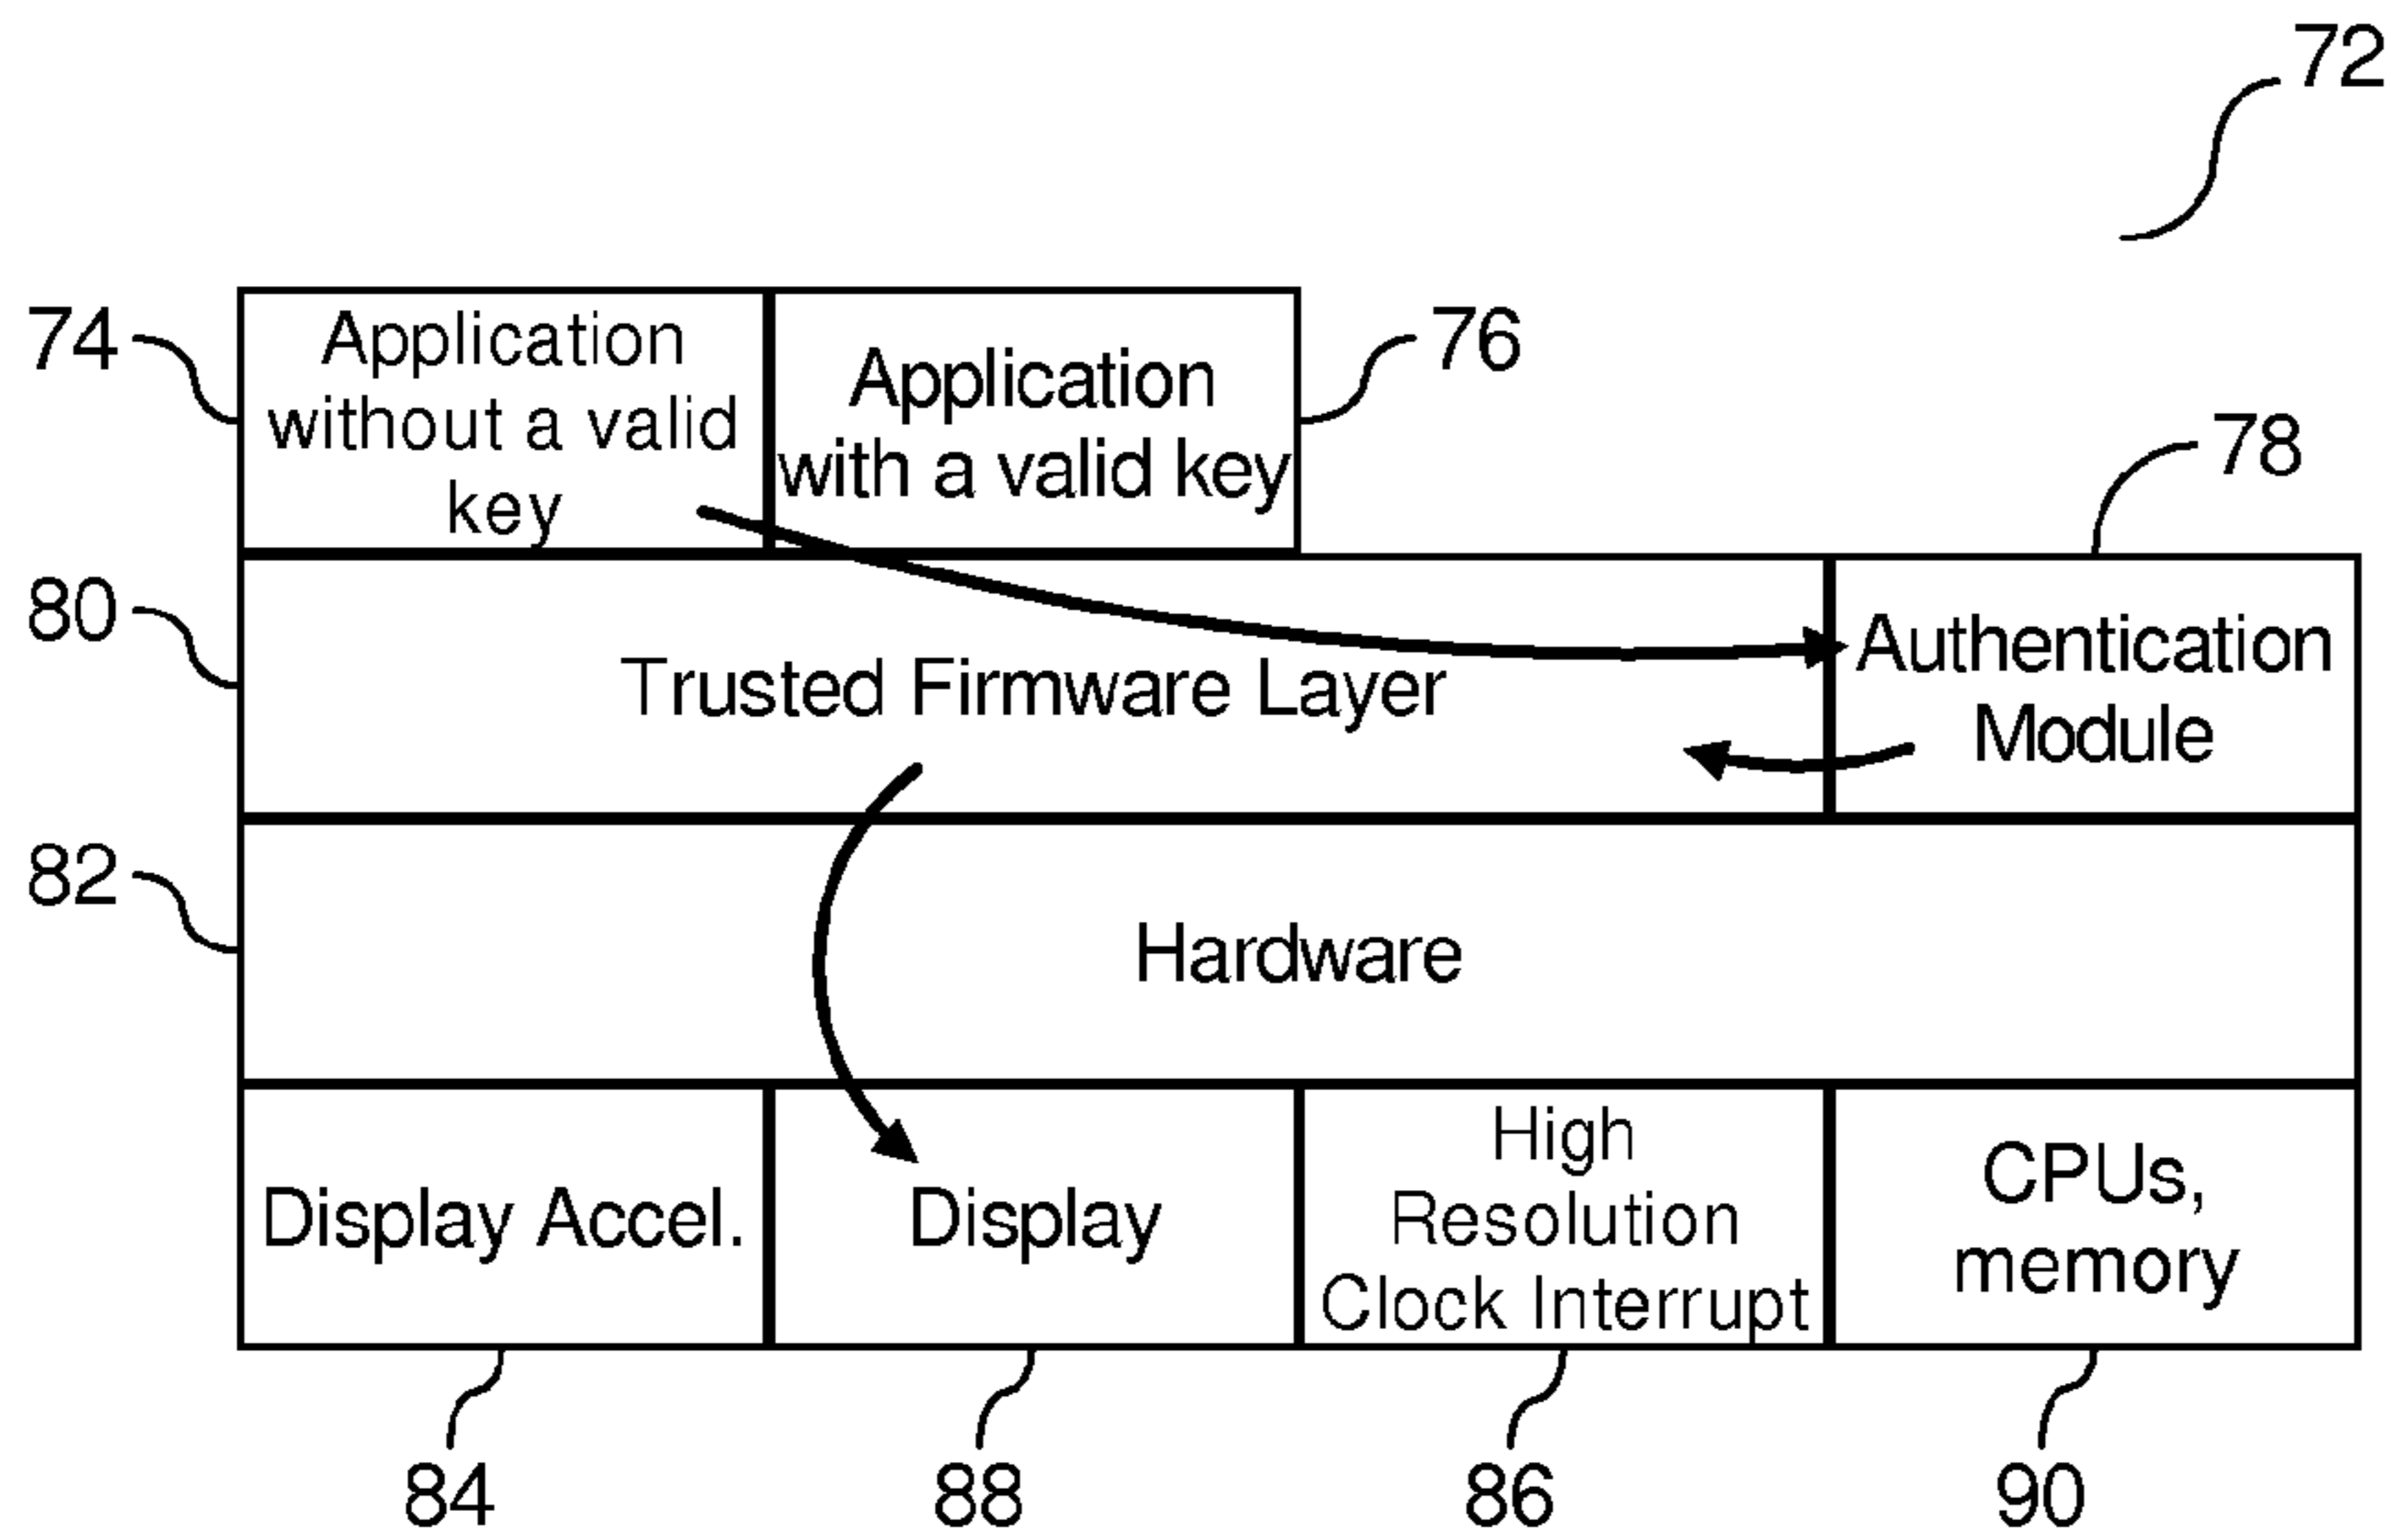 72
74
Application
without a valid
key
Application
with a valid key
76
78
80
Trusted Firmware Layer
Authentication
Module
82
Hardware
Display Accel.
Display
High
Resolution
Clock Interrupt
CPUs,
memory
84
88
86
90